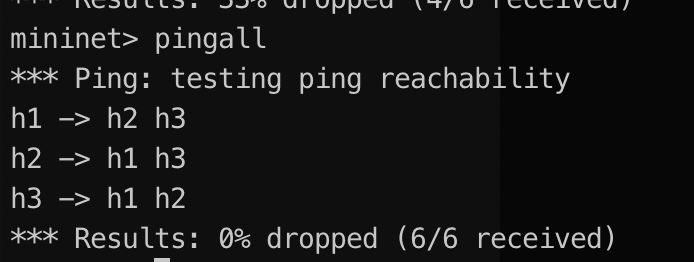 *** Results: 33% dropped (4/6 received)
mininet> pingall
*** Ping: testing ping reachability
h1 -> h2 h3
h2 -> h1 h3
h3 -> h1 h2
*** Results: 0% dropped (6/6 received)